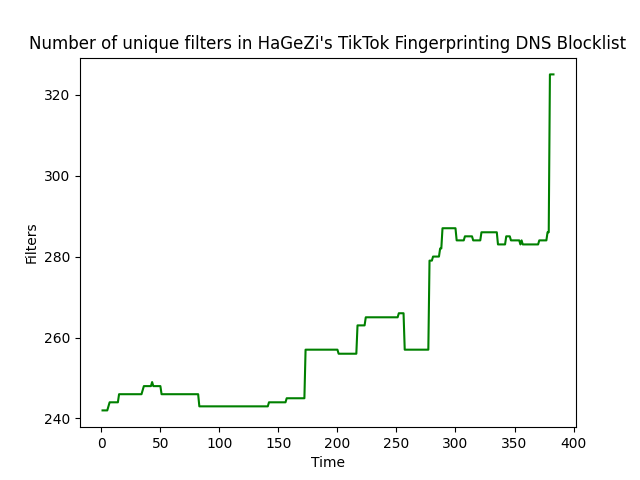 Number of unique filters in HaGeZi's TikTok Fingerprinting DNS Blocklist
Filters
320
300
280
260
240
0 50 100 150 200 250 300 350 400
Time